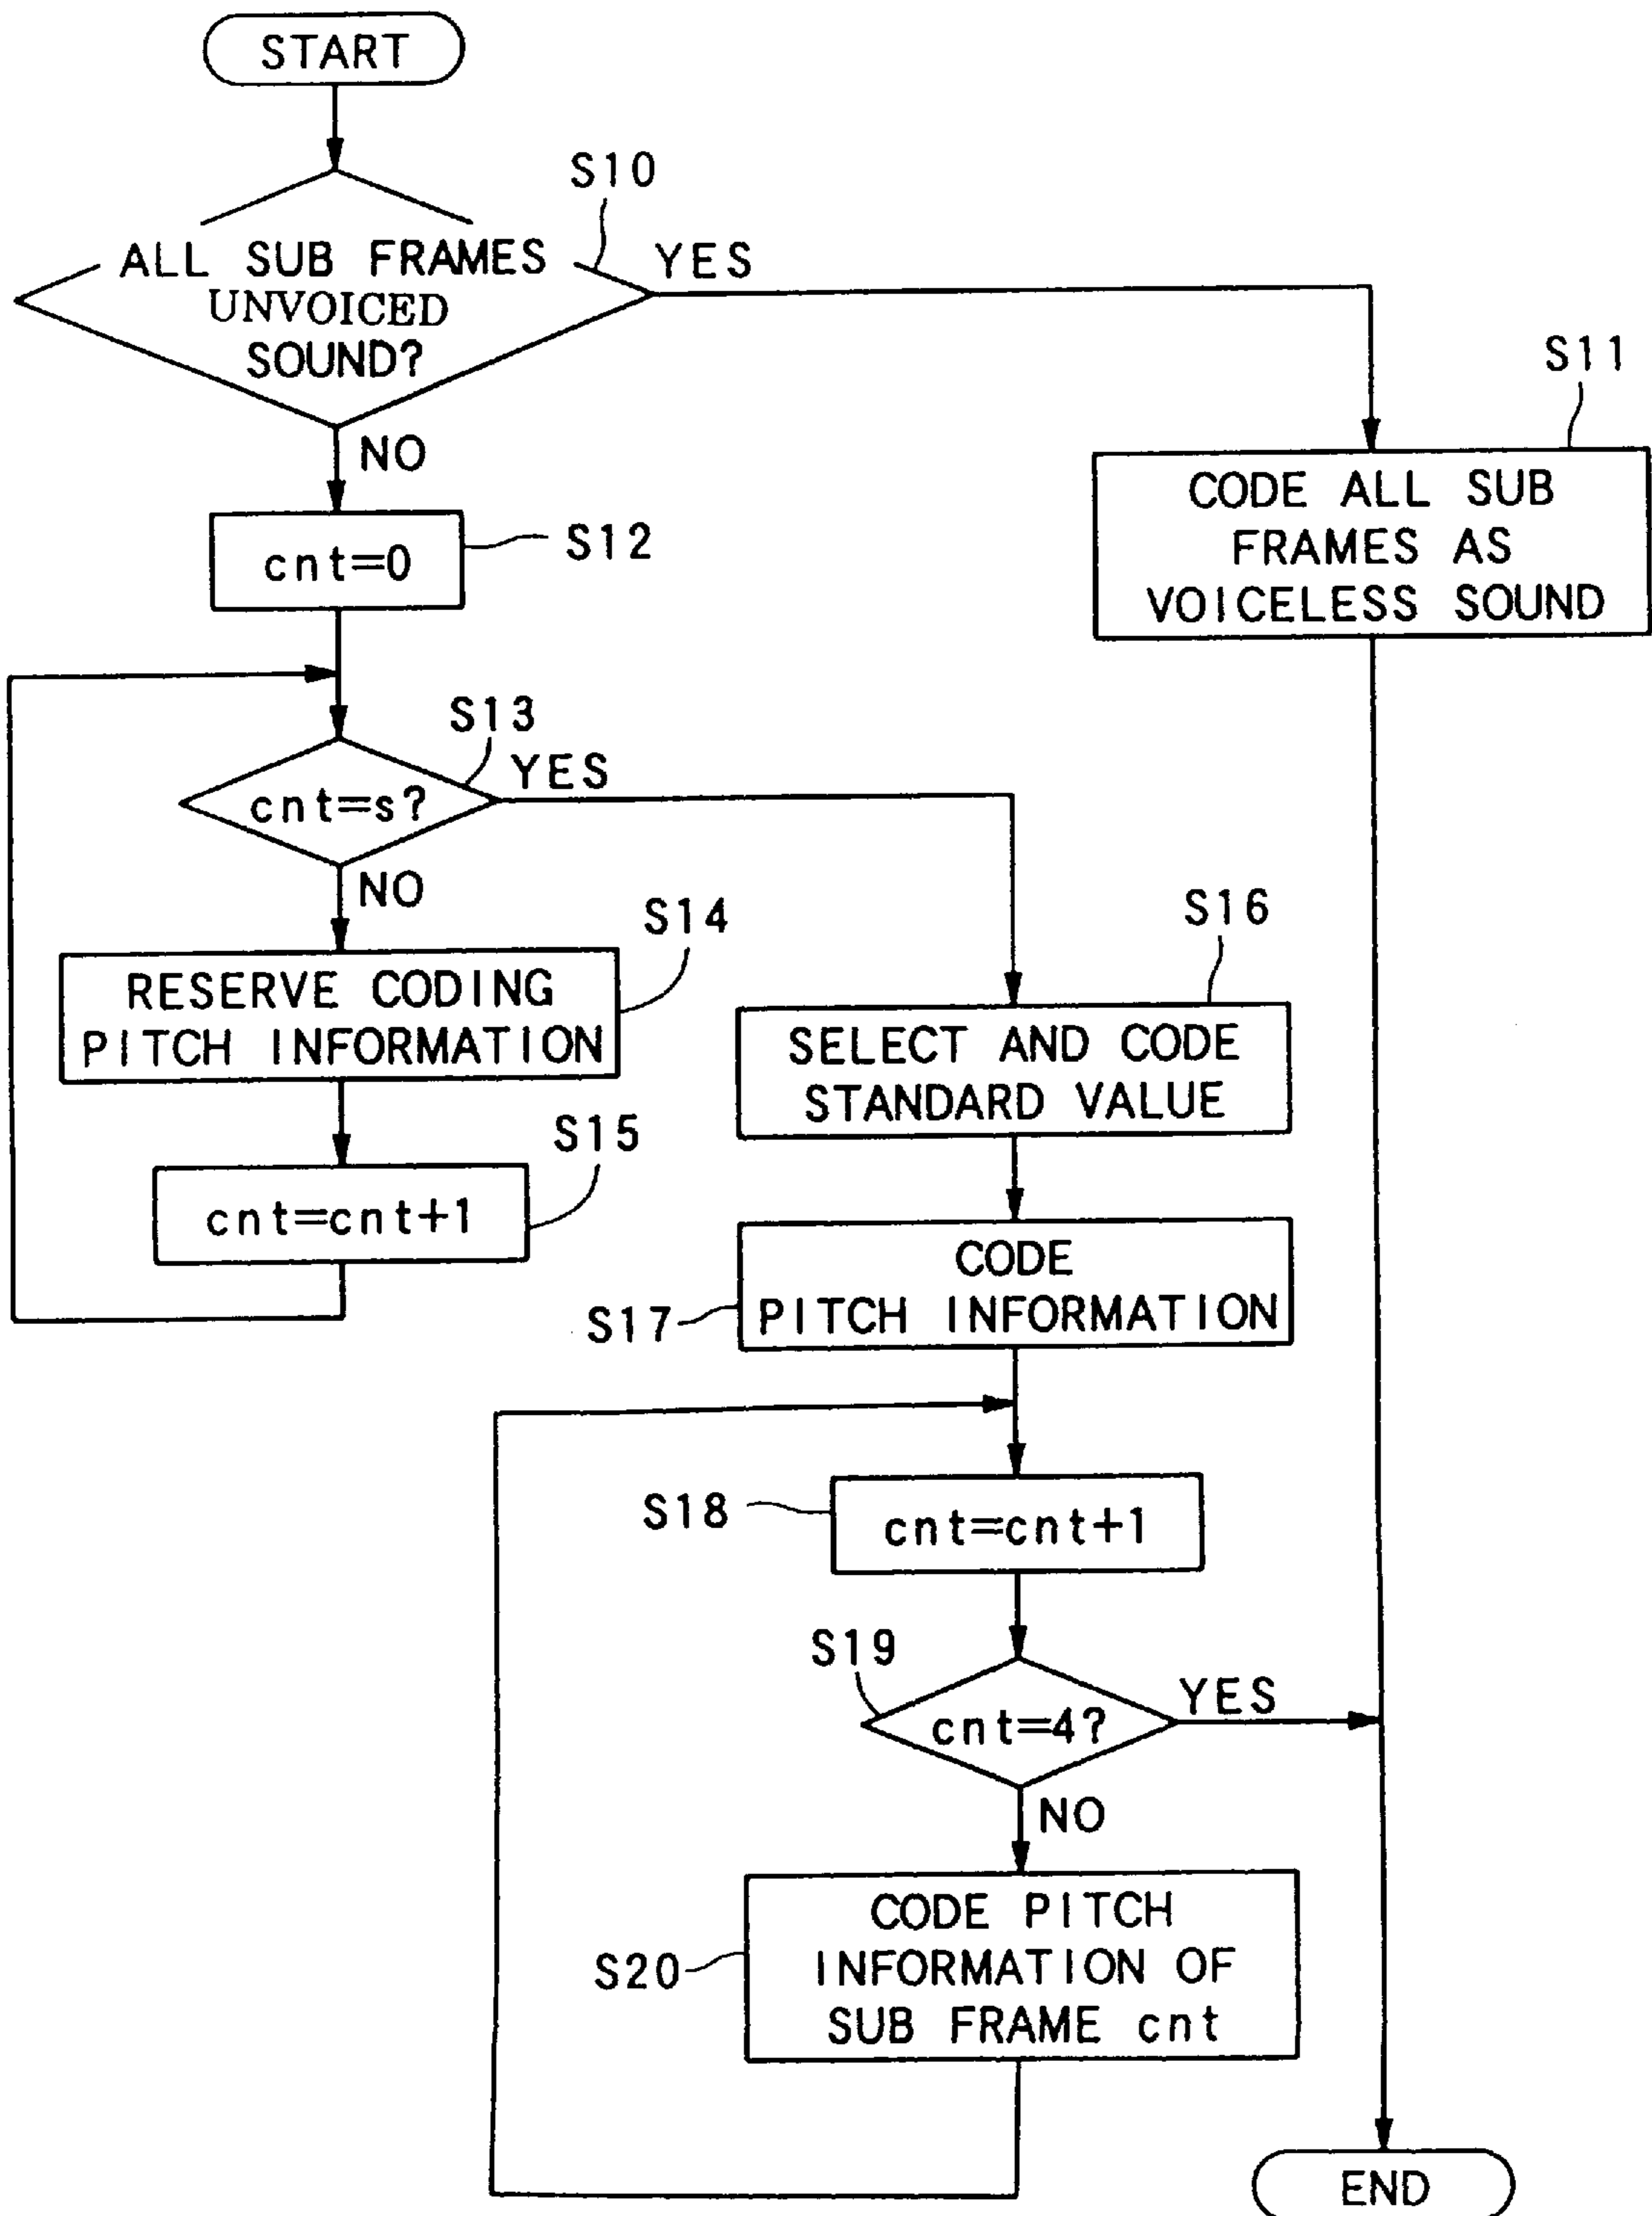 START
S10
ALL SUB FRAMES
UNVOICED
SOUND?
YES
NO
S11
CODE ALL SUB
FRAMES AS
VOICELESS SOUND
S12
cnt=0
S13
cnt=s?
YES
NO
S14
RESERVE CODING
PITCH INFORMATION
S15
cnt=cnt+1
S16
SELECT AND CODE
STANDARD VALUE
S17
CODE
PITCH INFORMATION
S18
cnt=cnt+1
S19
cnt=4?
YES
NO
S20
CODE PITCH
INFORMATION OF
SUB FRAME cnt
END